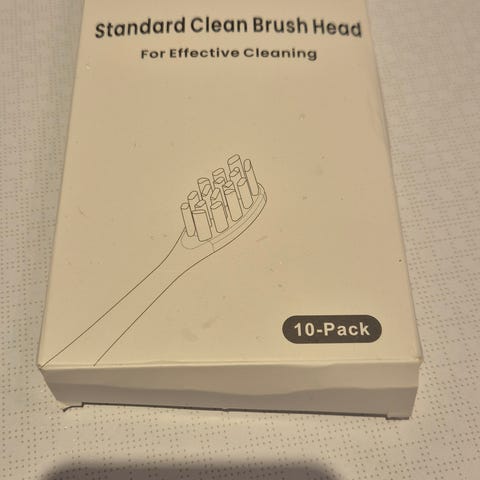 Standard Clean Brush Head
For Effective Cleaning
10-Pack